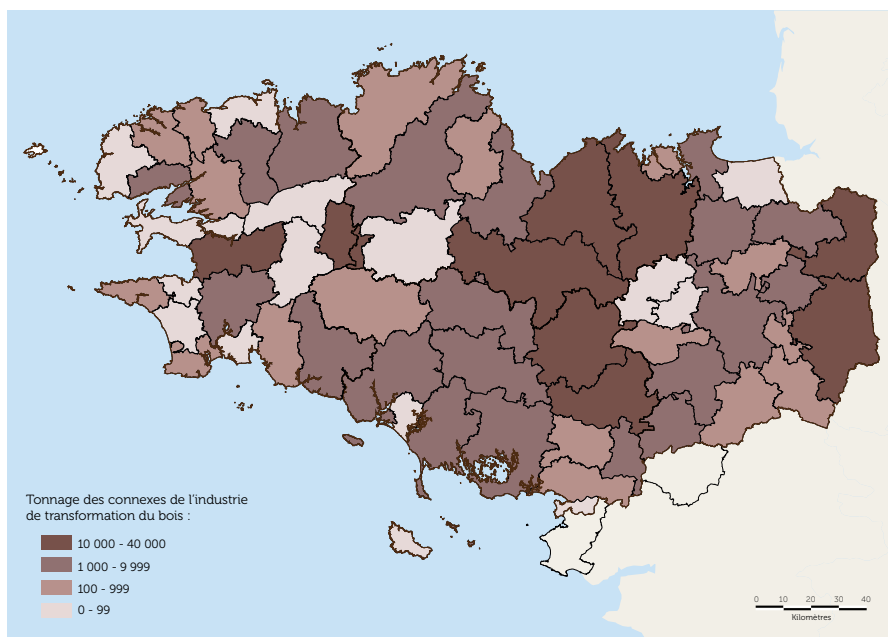 Tonnage des connexes de l'industrie
de transformation du bois :
10 000 - 40 000
1 000 - 9 999
100 - 999
0 - 99
0 10 20 30 40
Kilomètres